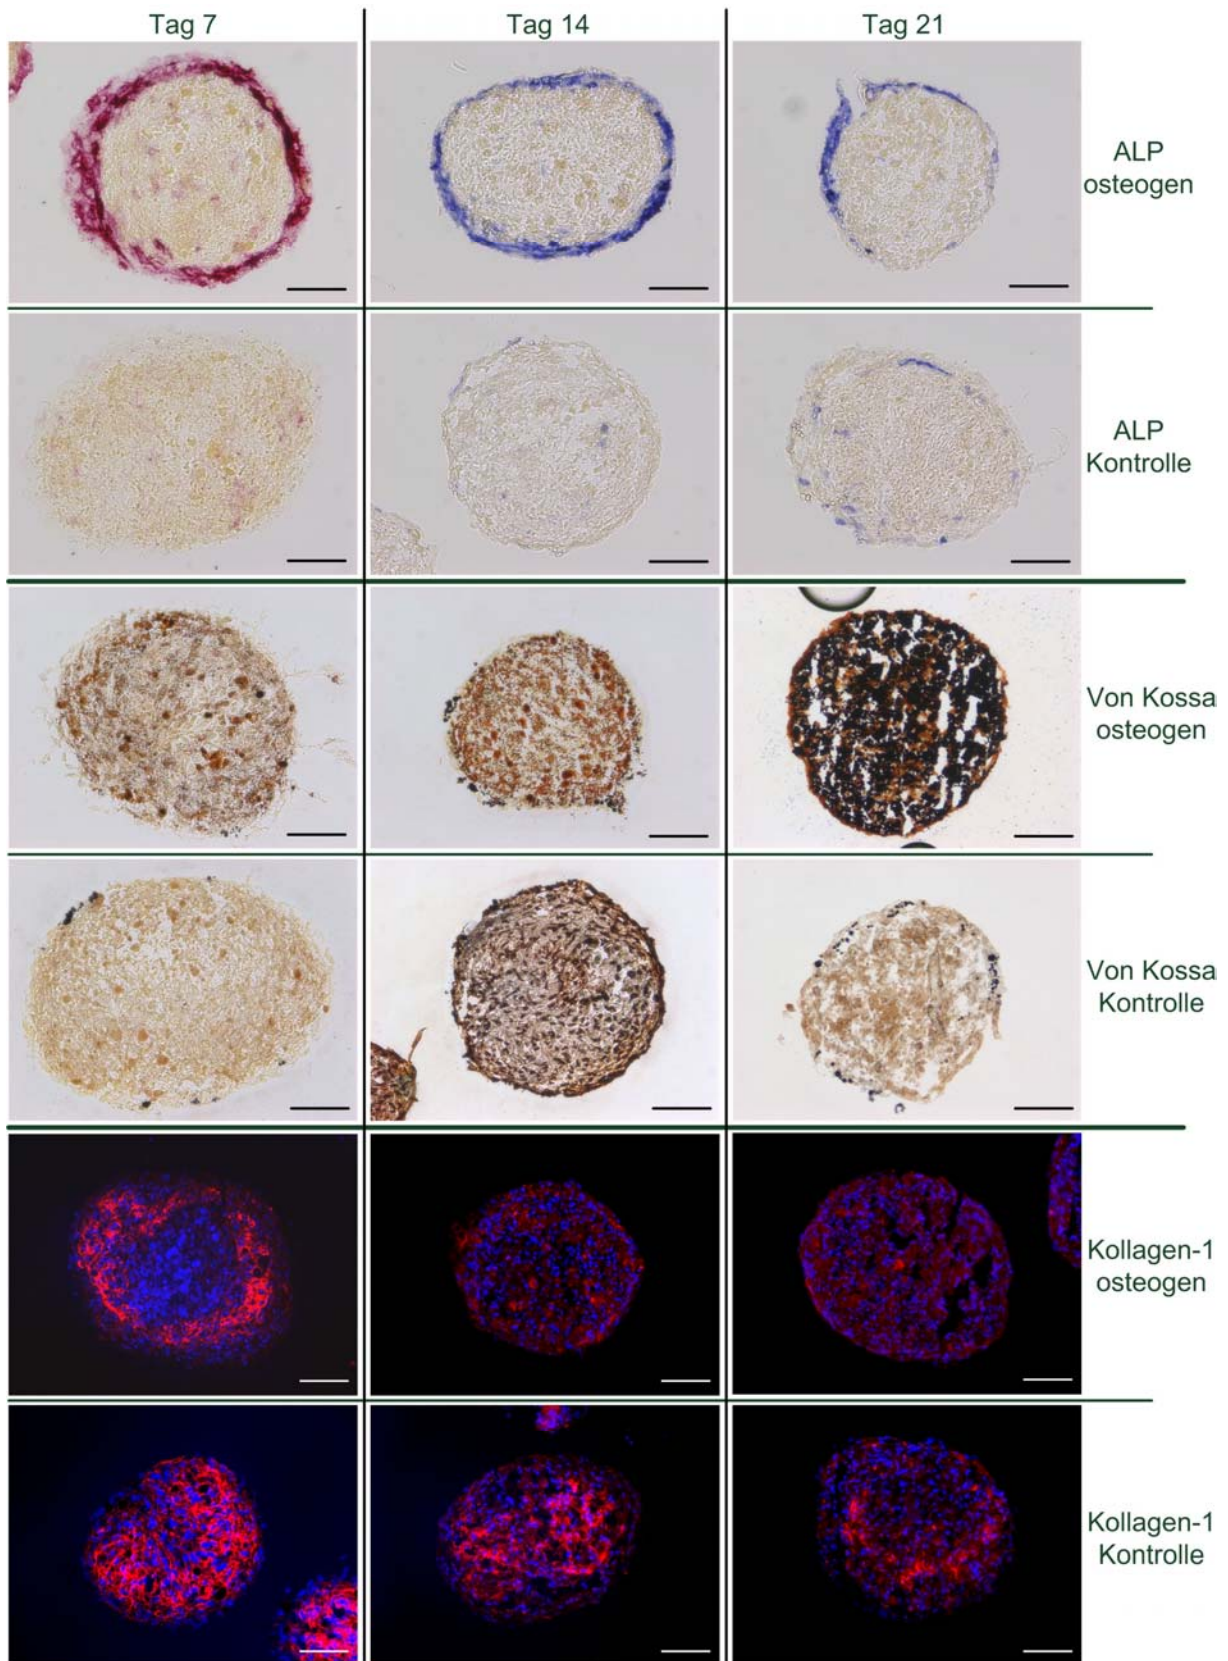 Tag 7
Tag 14
Tag 21
ALP
osteogen
ALP
Kontrolle
Von Kossa
osteogen
Von Kossa
Kontrolle
Kollagen-1
osteogen
Kollagen-1
Kontrolle